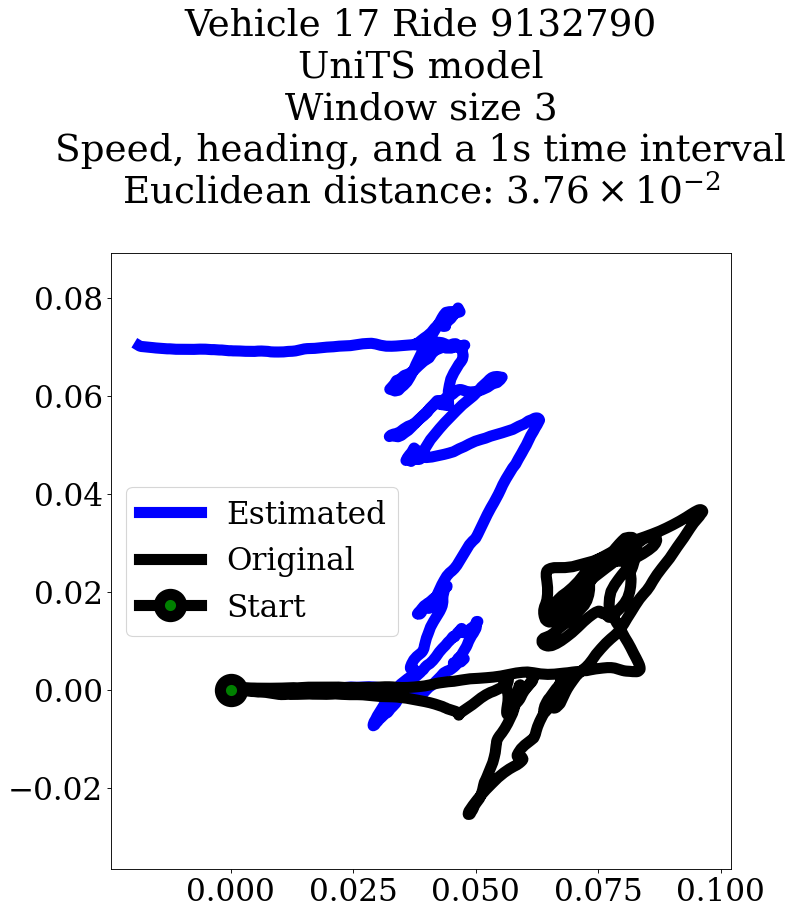 Vehicle 17 Ride 9132790
UniTS model
Window size 3
Speed, heading, and a 1s time interval
Euclidean distance: 3.76 × 10⁻²
0.08
0.06
0.04
0.02
0.00
−0.02
Estimated
Original
Start
0.000 0.025 0.050 0.075 0.100